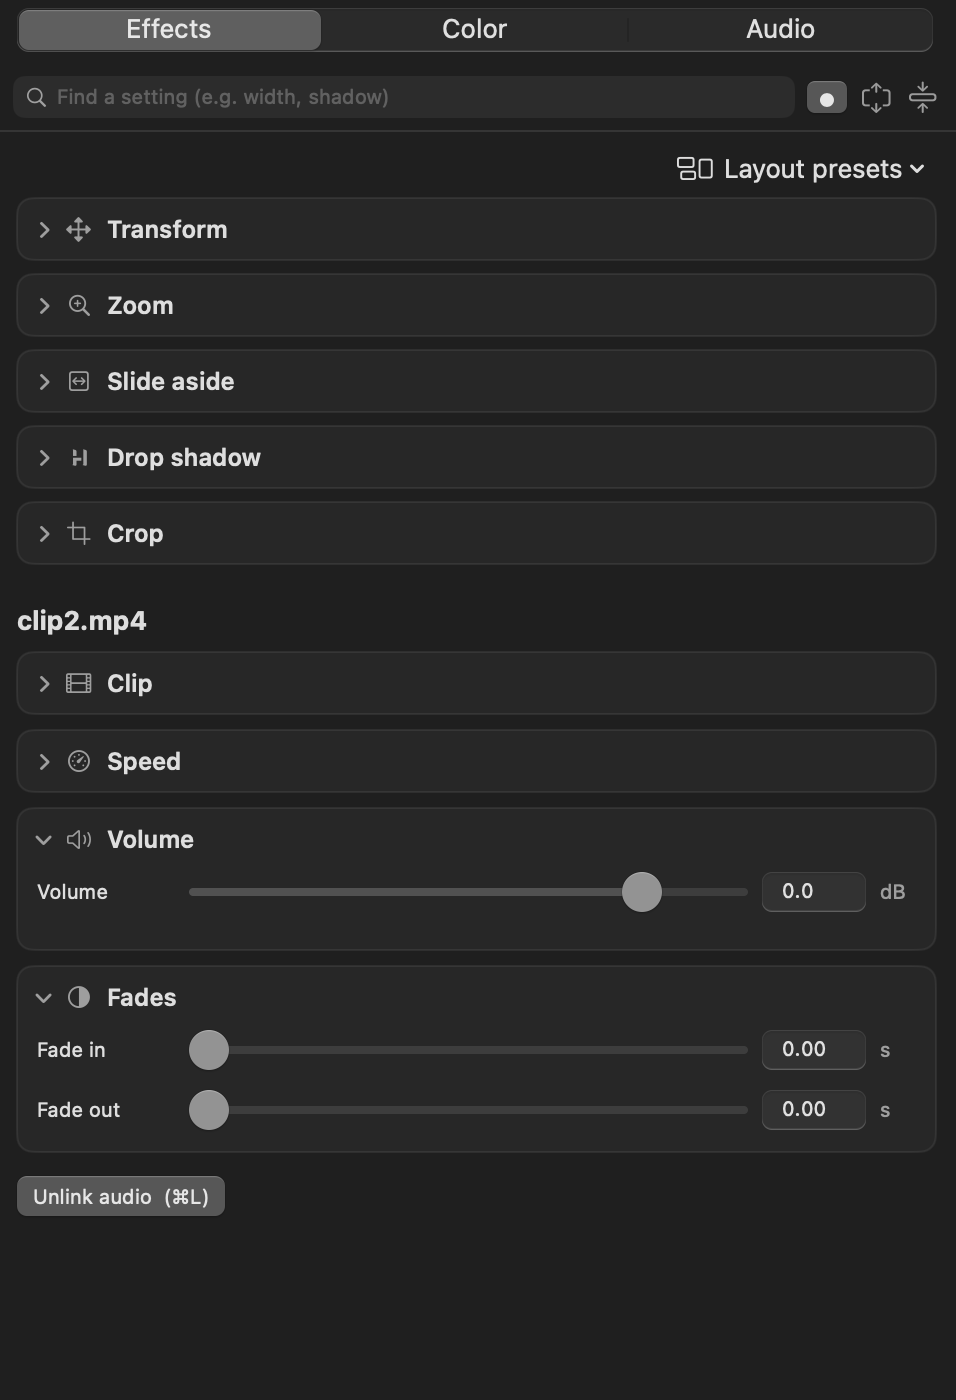 Effects Color Audio
Find a setting (e.g. width, shadow)
Layout presets
Transform
Zoom
Slide aside
Drop shadow
Crop
clip2.mp4
Clip
Speed
Volume
Volume 0.0 dB
Fades
Fade in 0.00 s
Fade out 0.00 s
Unlink audio (⌘L)